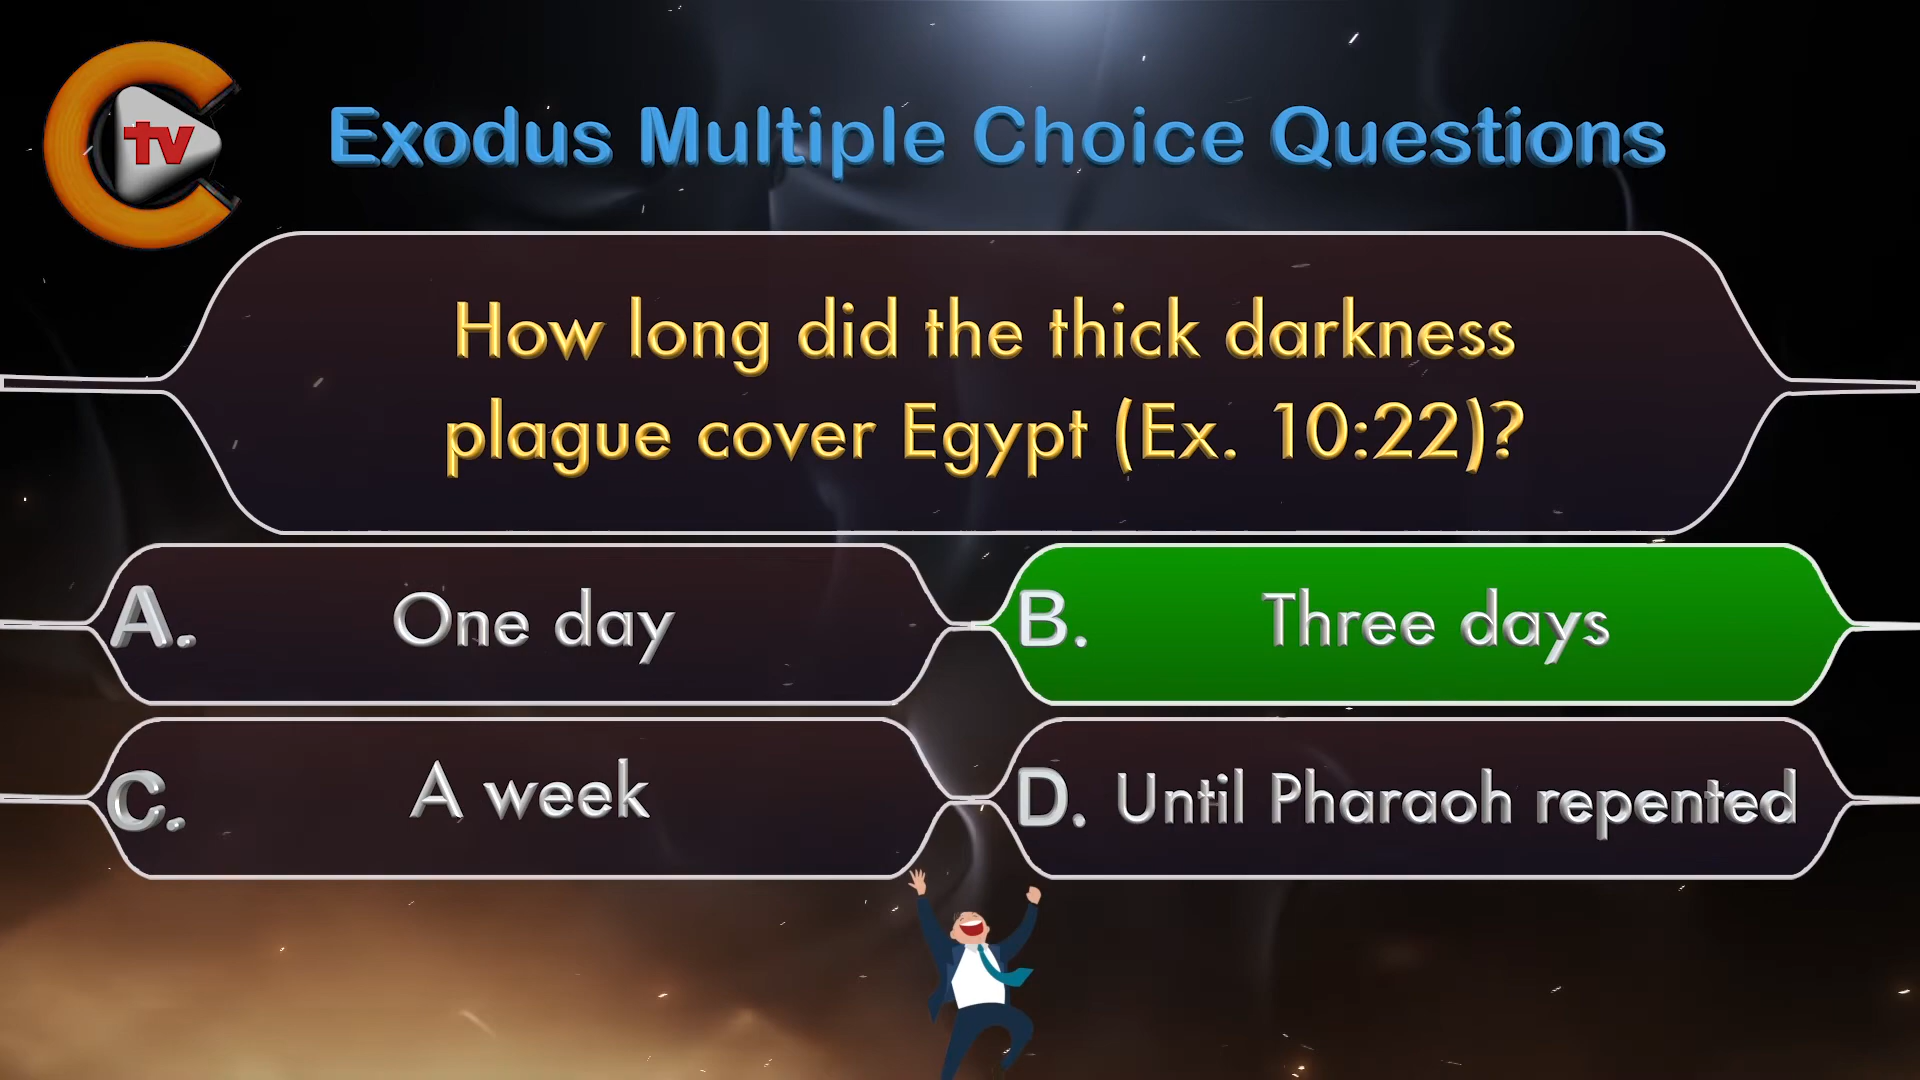 tv
Exodus Multiple Choice Questions
How long did the thick darkness
plague cover Egypt (Ex. 10:22)?
A. One day
B. Three days
C. A week
D. Until Pharaoh repented